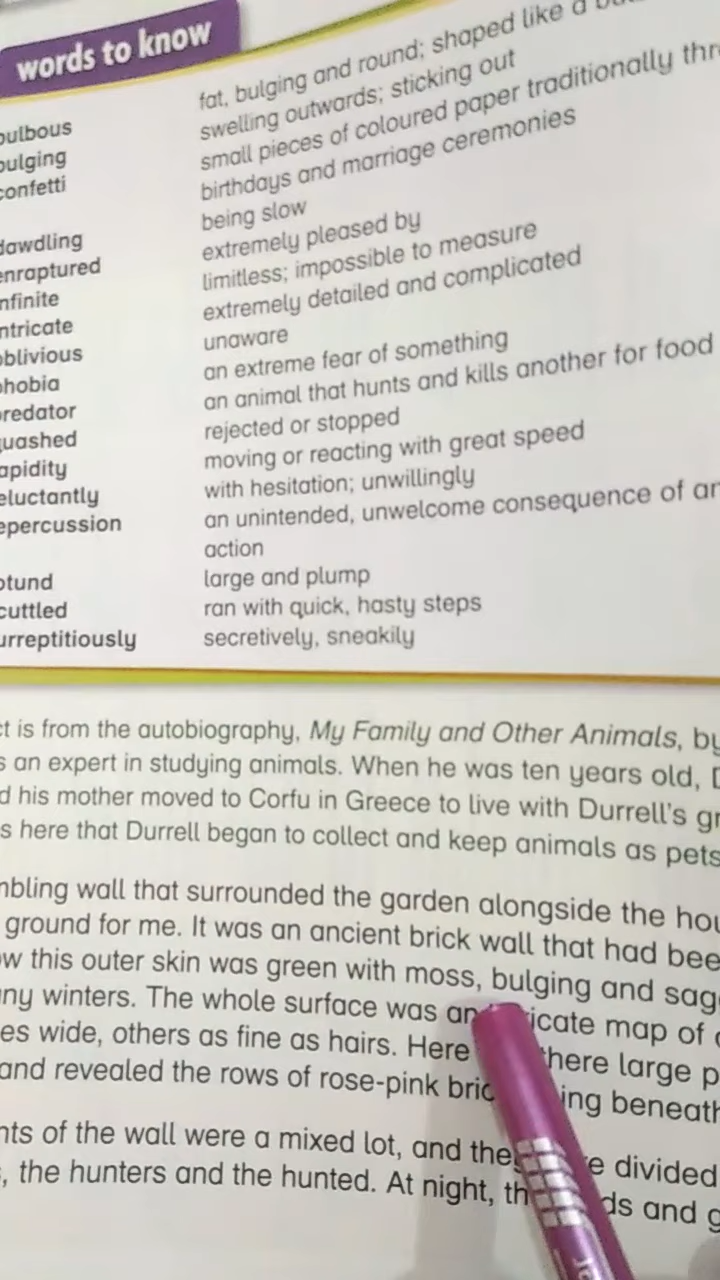 words to know
bulbous fat, bulging and round; shaped like a
bulging swelling outwards; sticking out
confetti small pieces of coloured paper traditionally
birthdays and marriage ceremonies
dawdling being slow
enraptured extremely pleased by
nfinite limitless; impossible to measure
ntricate extremely detailed and complicated
oblivious unaware
phobia an extreme fear of something
predator an animal that hunts and kills another for food
quashed rejected or stopped
apidity moving or reacting with great speed
eluctantly with hesitation; unwillingly
epercussion an unintended, unwelcome consequence of an
action
otund large and plump
cuttled ran with quick, hasty steps
urreptitiously secretively, sneakily
ct is from the autobiography, My Family and Other Animals, by
s an expert in studying animals. When he was ten years old, D
d his mother moved to Corfu in Greece to live with Durrell's gr
s here that Durrell began to collect and keep animals as pets
mbling wall that surrounded the garden alongside the hou
ground for me. It was an ancient brick wall that had bee
ow this outer skin was green with moss, bulging and sag
any winters. The whole surface was an icate map of
es wide, others as fine as hairs. Here there large p
and revealed the rows of rose-pink bric ing beneath
nts of the wall were a mixed lot, and the divided
, the hunters and the hunted. At night, th ds and g